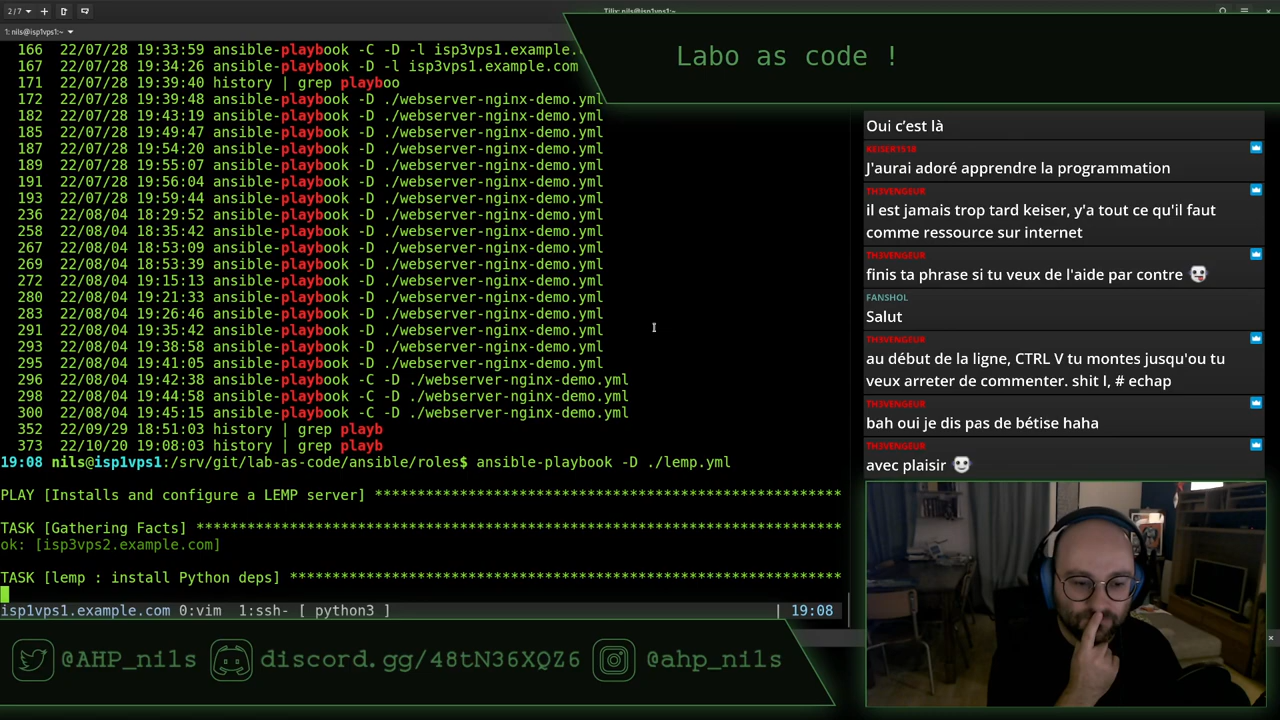 2/7
Tilix: nils@isp1vps1:~
1: nils@isp1vps1:~
166 22/07/28 19:33:59 ansible-playbook -C -D -l isp3vps1.example.
167 22/07/28 19:34:26 ansible-playbook -D -l isp3vps1.example.com
171 22/07/28 19:39:40 history | grep playboo
172 22/07/28 19:39:48 ansible-playbook -D ./webserver-nginx-demo.yml
182 22/07/28 19:43:19 ansible-playbook -D ./webserver-nginx-demo.yml
185 22/07/28 19:49:47 ansible-playbook -D ./webserver-nginx-demo.yml
187 22/07/28 19:54:20 ansible-playbook -D ./webserver-nginx-demo.yml
189 22/07/28 19:55:07 ansible-playbook -D ./webserver-nginx-demo.yml
191 22/07/28 19:56:04 ansible-playbook -D ./webserver-nginx-demo.yml
193 22/07/28 19:59:44 ansible-playbook -D ./webserver-nginx-demo.yml
236 22/08/04 18:29:52 ansible-playbook -D ./webserver-nginx-demo.yml
258 22/08/04 18:35:42 ansible-playbook -D ./webserver-nginx-demo.yml
267 22/08/04 18:53:09 ansible-playbook -D ./webserver-nginx-demo.yml
269 22/08/04 18:53:39 ansible-playbook -D ./webserver-nginx-demo.yml
272 22/08/04 19:15:13 ansible-playbook -D ./webserver-nginx-demo.yml
280 22/08/04 19:21:33 ansible-playbook -D ./webserver-nginx-demo.yml
283 22/08/04 19:26:46 ansible-playbook -D ./webserver-nginx-demo.yml
291 22/08/04 19:35:42 ansible-playbook -D ./webserver-nginx-demo.yml
293 22/08/04 19:38:58 ansible-playbook -D ./webserver-nginx-demo.yml
295 22/08/04 19:41:05 ansible-playbook -D ./webserver-nginx-demo.yml
296 22/08/04 19:42:38 ansible-playbook -C -D ./webserver-nginx-demo.yml
298 22/08/04 19:44:58 ansible-playbook -C -D ./webserver-nginx-demo.yml
300 22/08/04 19:45:15 ansible-playbook -C -D ./webserver-nginx-demo.yml
352 22/09/29 18:51:03 history | grep playb
373 22/10/20 19:08:03 history | grep playb
19:08 nils@isp1vps1:/srv/git/lab-as-code/ansible/roles$ ansible-playbook -D ./lemp.yml
PLAY [Installs and configure a LEMP server] *******************************************************
TASK [Gathering Facts] ****************************************************************************
ok: [isp3vps2.example.com]
TASK [lemp : install Python deps] *****************************************************************
isp1vps1.example.com 0:vim 1:ssh- [ python3 ] | 19:08
Labo as code !
Oui c’est là
KEISER1518
J'aurai adoré apprendre la programmation
TH3VENGEUR
il est jamais trop tard keiser, y'a tout ce qu'il faut
comme ressource sur internet
TH3VENGEUR
finis ta phrase si tu veux de l'aide par contre
FANSHOL
Salut
TH3VENGEUR
au début de la ligne, CTRL V tu montes jusqu'ou tu
veux arreter de commenter. shit I, # echap
TH3VENGEUR
bah oui je dis pas de bétise haha
TH3VENGEUR
avec plaisir
@AHP_nils discord.gg/48tN36XQZ6 @ahp_nils